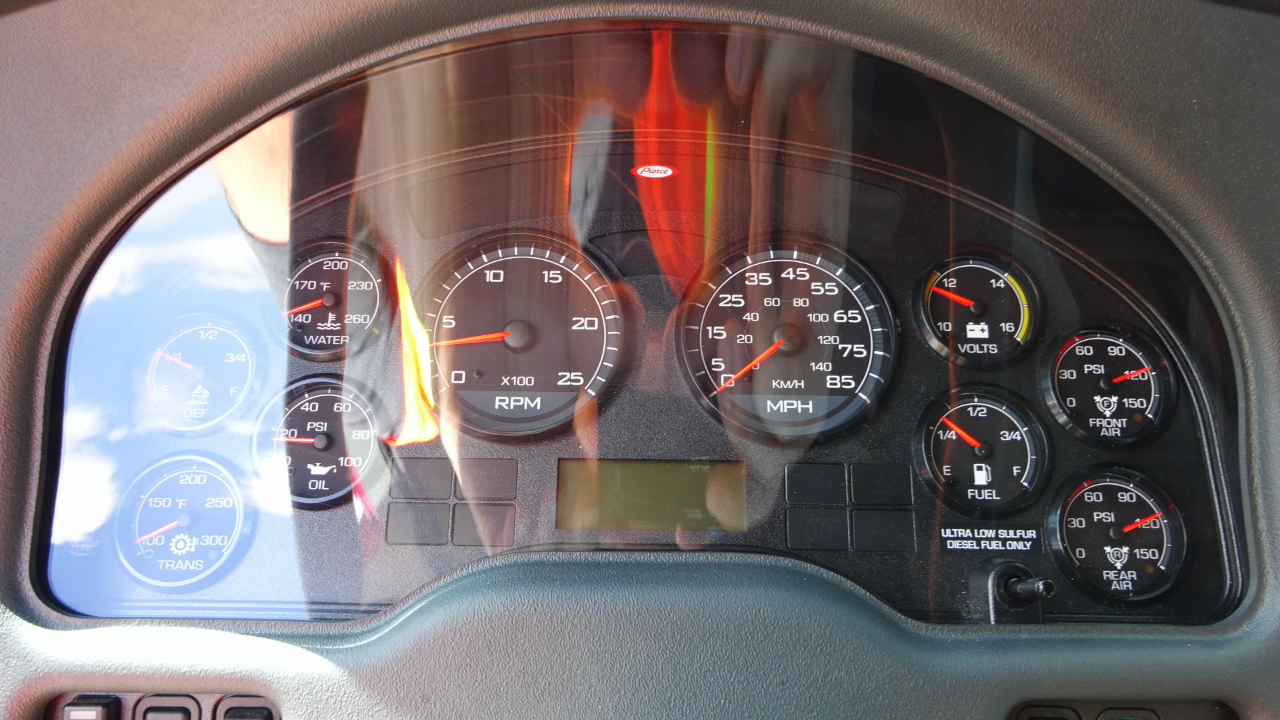 Pierce
200
170 °F 230
140 260
WATER
10 15
5 20
0 25
X100
RPM
35 45
25 55
15 65
5 75
0 85
60 80
40 100
20 120
0 140
KM/H
MPH
12 14
10 16
VOLTS
1/2
1/4 3/4
E F
DEF
40 60
PSI
20 80
0 100
OIL
200
150 °F 250
100 300
TRANS
1/2
1/4 3/4
E F
FUEL
60 90
PSI
30 120
0 150
F
FRONT
AIR
60 90
PSI
30 120
0 150
R
REAR
AIR
ULTRA LOW SULFUR
DIESEL FUEL ONLY